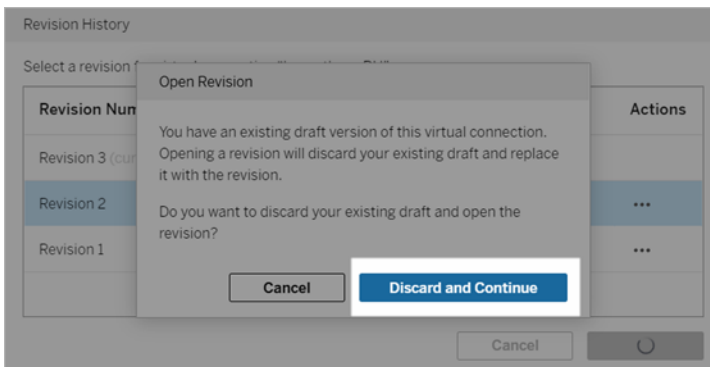 Revision History
Select a revision
Open Revision
Revision Num
Actions
You have an existing draft version of this virtual connection.
Opening a revision will discard your existing draft and replace
it with the revision.
Revision 3 (cur
Revision 2
•••
Do you want to discard your existing draft and open the
revision?
Revision 1
•••
Cancel
Discard and Continue
Cancel